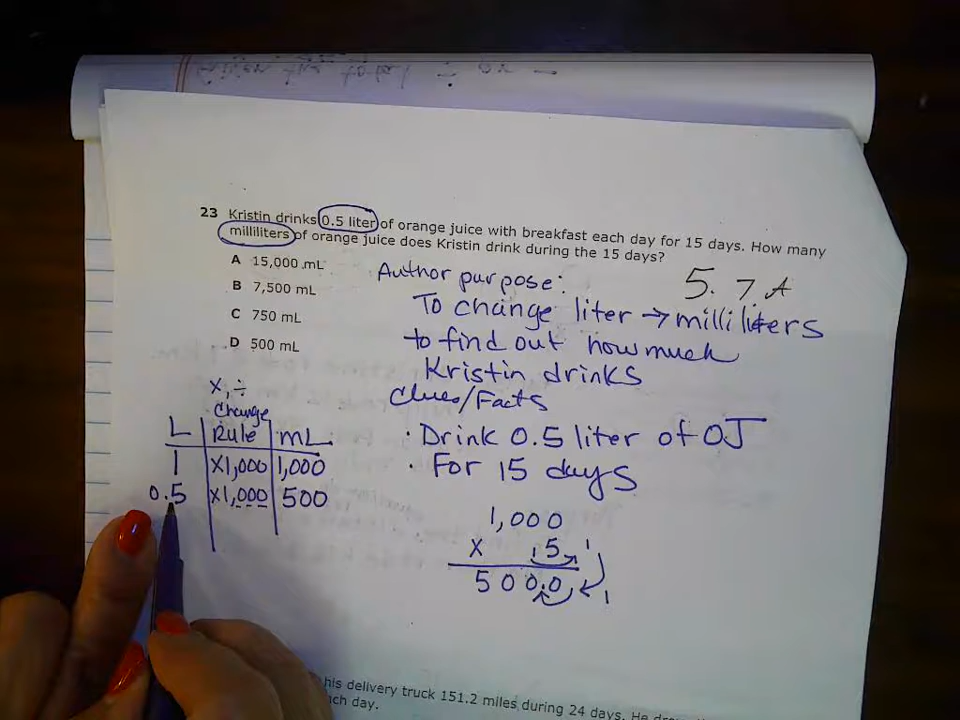 23 Kristin drinks 0.5 liter of orange juice with breakfast each day for 15 days. How many
milliliters of orange juice does Kristin drink during the 15 days?
A 15,000 mL
B 7,500 mL
C 750 mL
D 500 mL
5.7A
Author purpose:
To change liter → milliliters
to find out how much
Kristin drinks
Clues/Facts
· Drink 0.5 liter of OJ
· For 15 days
x, ÷
Change
L Rule mL
1 x1,000 1,000
0.5 x1,000 500
1,000
x .5 1
500.0 1
his delivery truck 151.2 miles during 24 days. He
ch day.